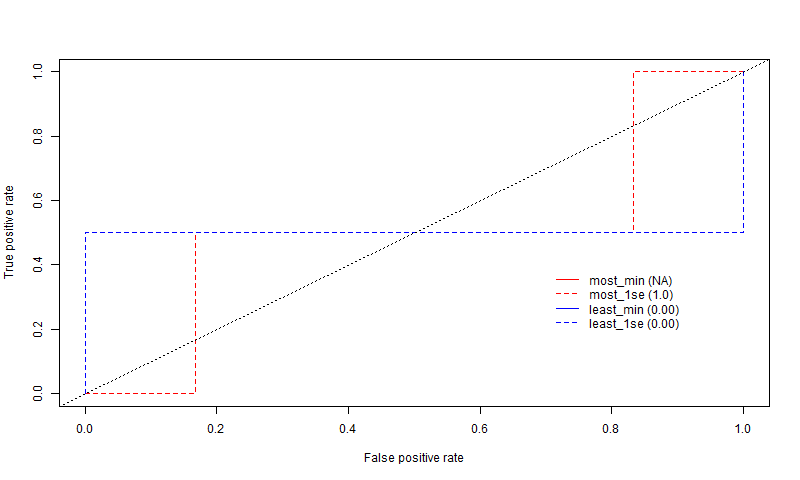 True positive rate
1.0
0.8
0.6
0.4
0.2
0.0
most_min (NA)
most_1se (1.0)
least_min (0.00)
least_1se (0.00)
0.0 0.2 0.4 0.6 0.8 1.0
False positive rate